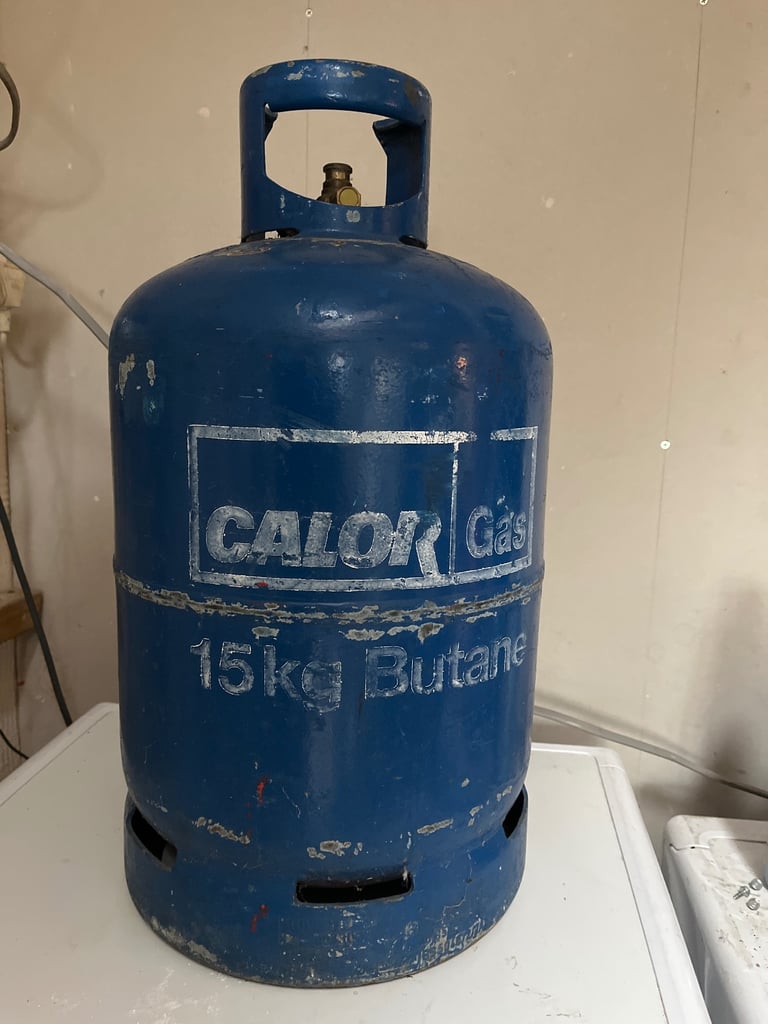 CALOR Gas
15kg Butane